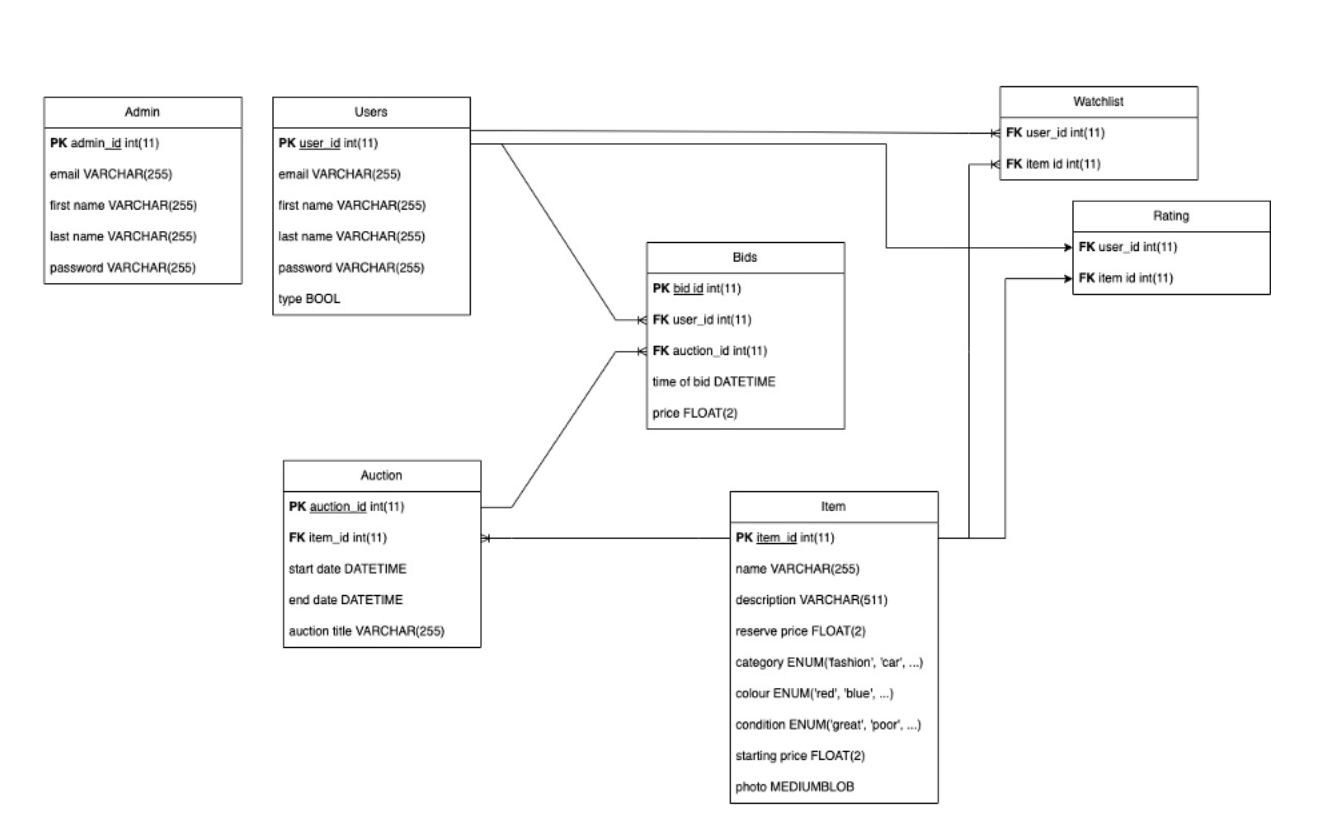 Admin
PK admin_id int(11)
email VARCHAR(255)
first name VARCHAR(255)
last name VARCHAR(255)
password VARCHAR(255)
Users
PK user_id int(11)
email VARCHAR(255)
first name VARCHAR(255)
last name VARCHAR(255)
password VARCHAR(255)
type BOOL
Watchlist
FK user_id int(11)
FK item id int(11)
Rating
FK user_id int(11)
FK item id int(11)
Bids
PK bid id int(11)
FK user_id int(11)
FK auction_id int(11)
time of bid DATETIME
price FLOAT(2)
Auction
PK auction_id int(11)
FK item_id int(11)
start date DATETIME
end date DATETIME
auction title VARCHAR(255)
Item
PK item_id int(11)
name VARCHAR(255)
description VARCHAR(511)
reserve price FLOAT(2)
category ENUM('fashion', 'car', ...)
colour ENUM('red', 'blue', ...)
condition ENUM('great', 'poor', ...)
starting price FLOAT(2)
photo MEDIUMBLOB